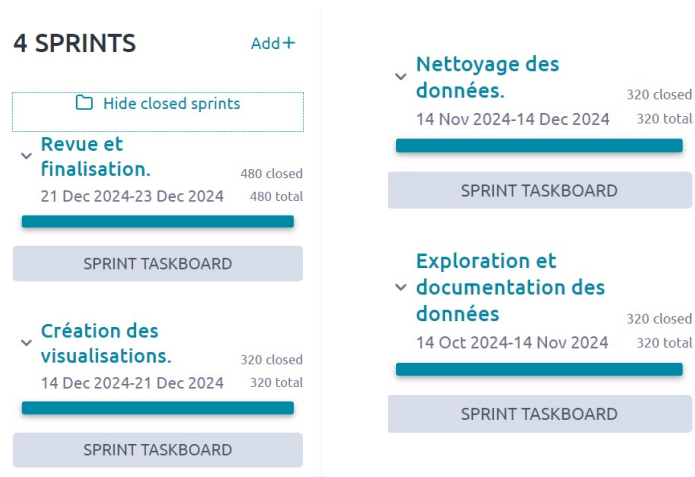 4 SPRINTS
Add+
Hide closed sprints
Revue et
finalisation.
480 closed
21 Dec 2024-23 Dec 2024
480 total
SPRINT TASKBOARD
Création des
visualisations.
320 closed
14 Dec 2024-21 Dec 2024
320 total
SPRINT TASKBOARD
Nettoyage des
données.
320 closed
14 Nov 2024-14 Dec 2024
320 total
SPRINT TASKBOARD
Exploration et
documentation des
données
320 closed
14 Oct 2024-14 Nov 2024
320 total
SPRINT TASKBOARD